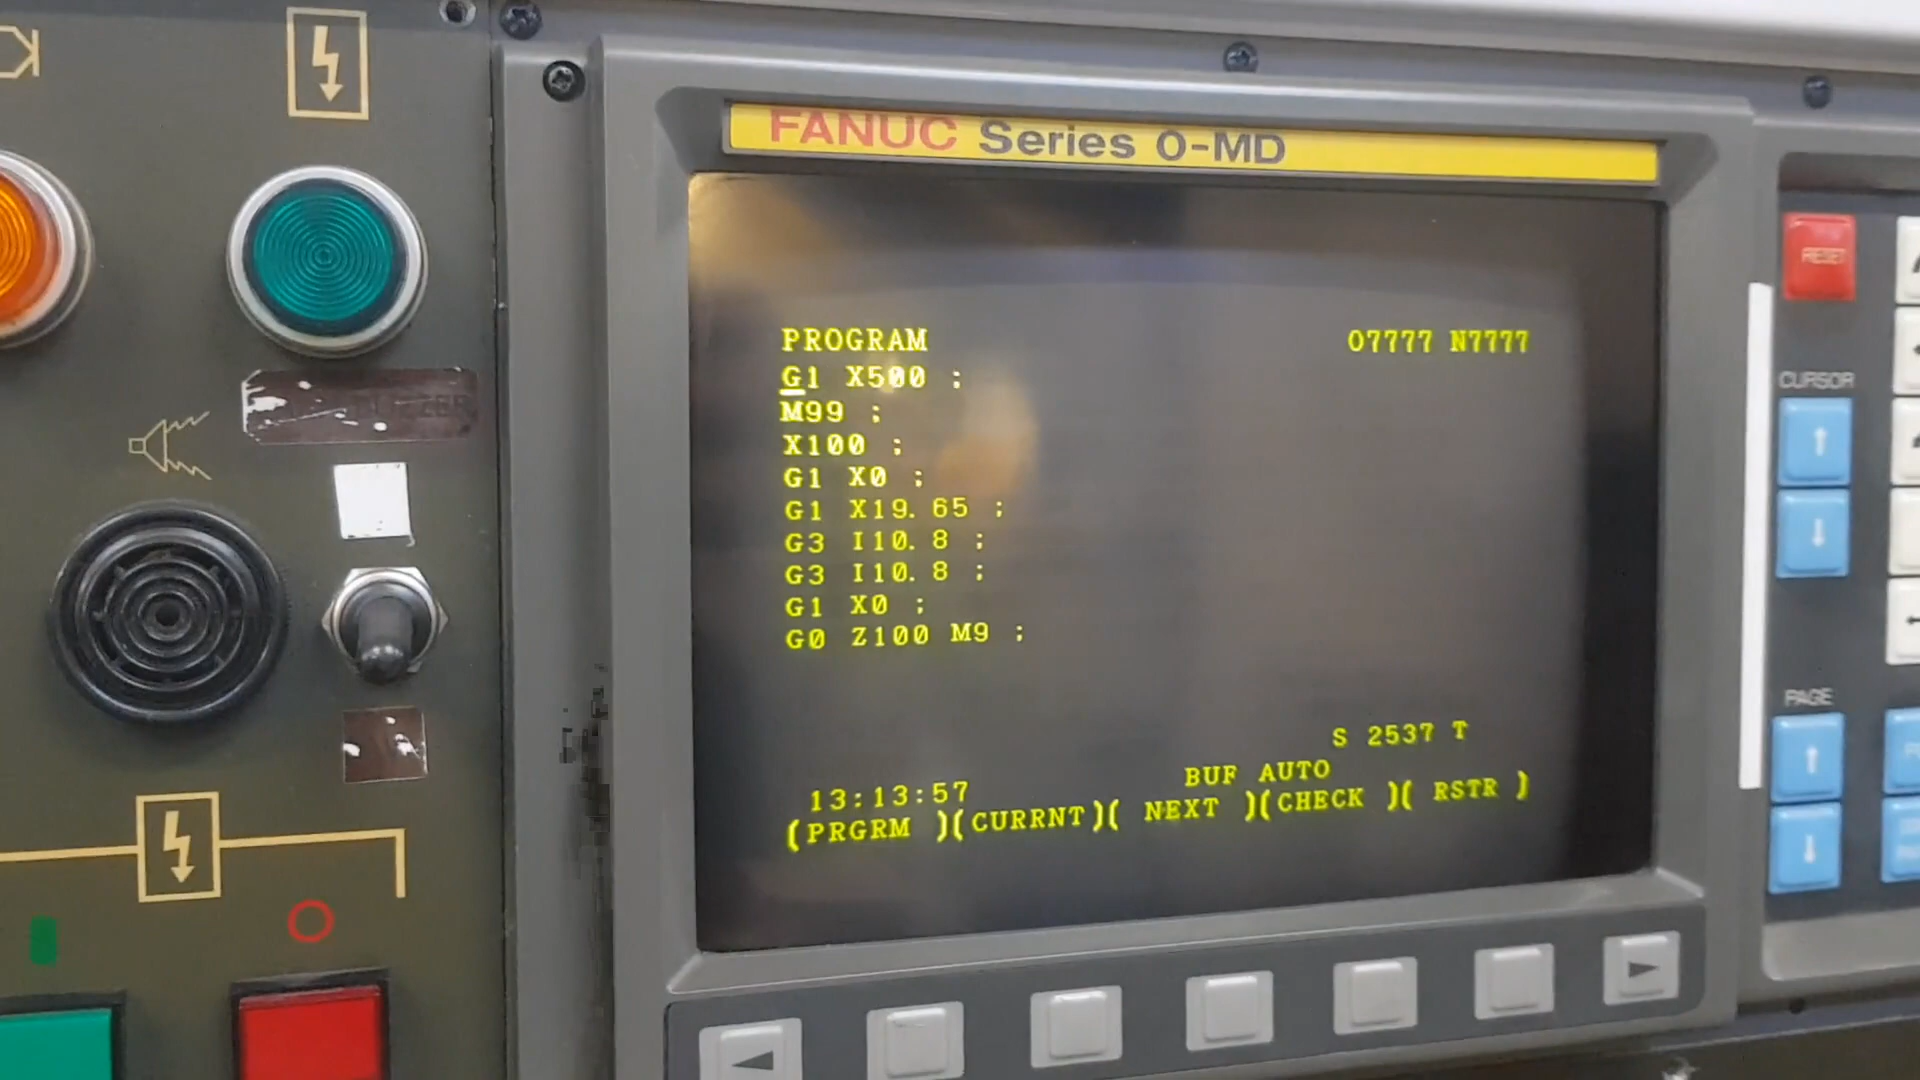 FANUC Series 0-MD
PROGRAM O7777 N7777
G1 X500 ;
M99 ;
X100 ;
G1 X0 ;
G1 X19.65 ;
G3 I10.8 ;
G3 I10.8 ;
G1 X0 ;
G0 Z100 M9 ;
S 2537 T
13:13:57 BUF AUTO
(PRGRM )(CURRNT)( NEXT )(CHECK )( RSTR )
RESET
CURSOR
PAGE